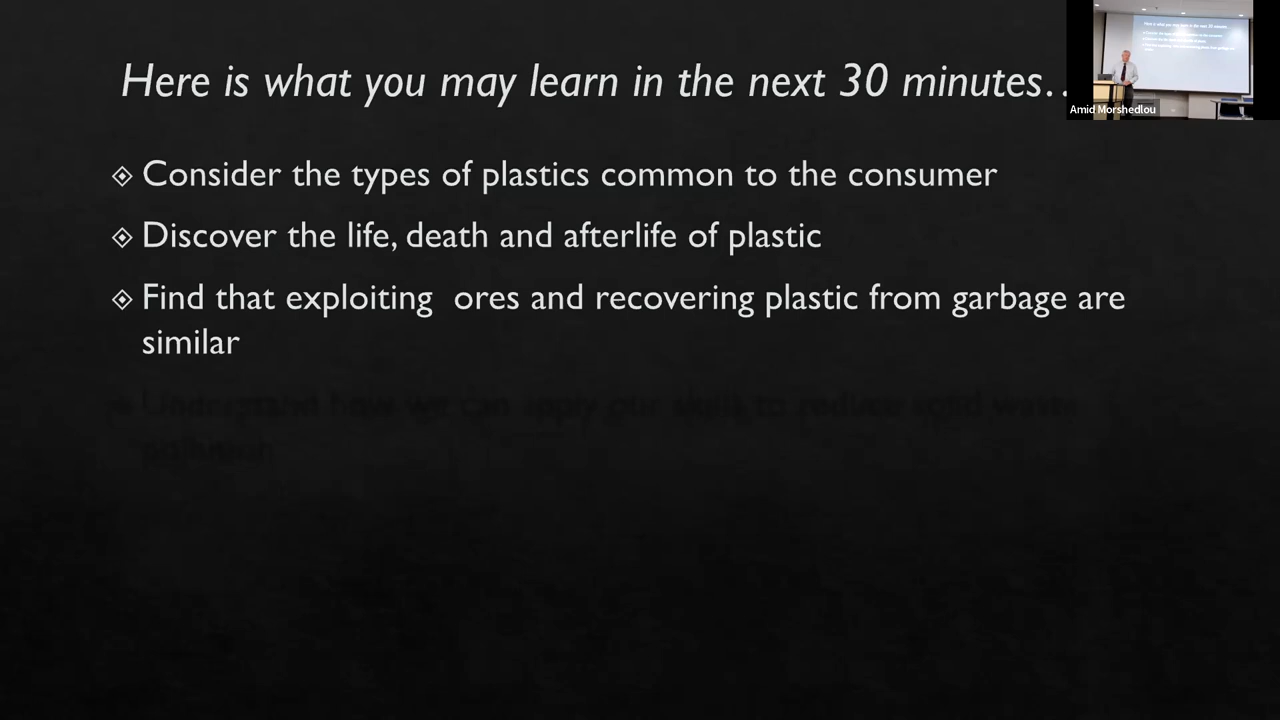 Here is what you may learn in the next 30 minutes..
Amid Morshedlou
Consider the types of plastics common to the consumer
Discover the life, death and afterlife of plastic
Find that exploiting  ores and recovering plastic from garbage are
similar
Understand how we can apply our skills to reduce solid waste